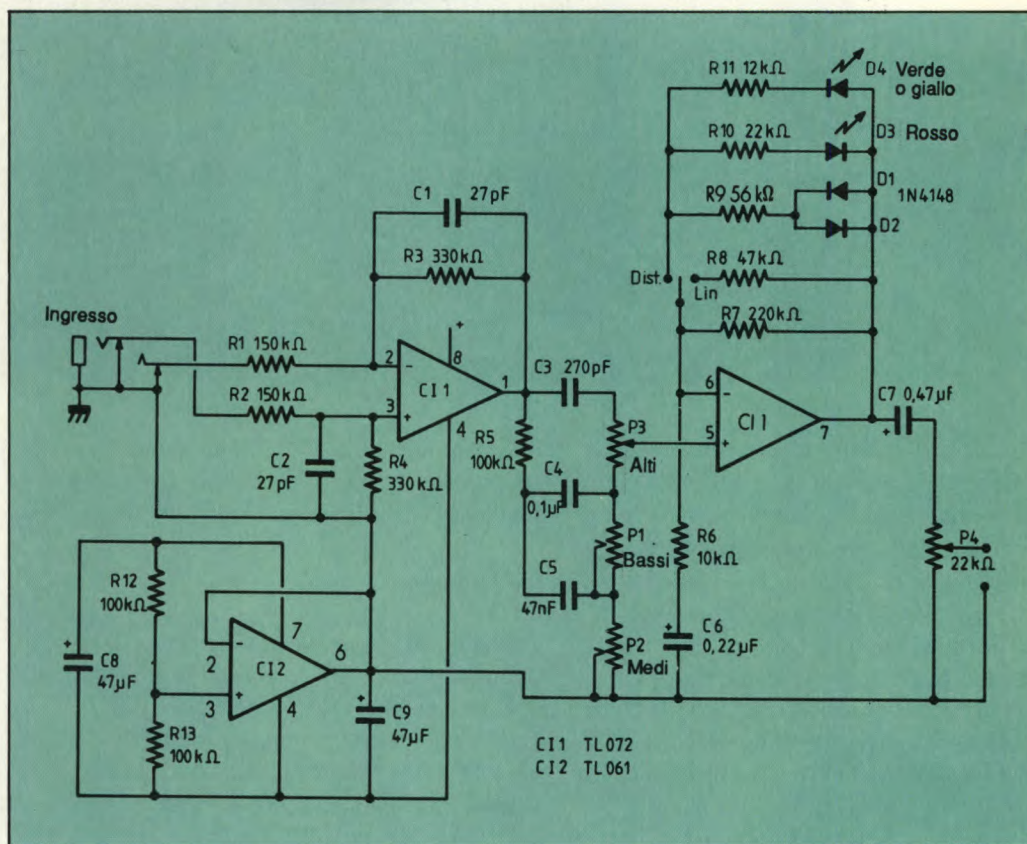 R11 12kΩ
D4 Verde
o giallo
R10 22kΩ
D3 Rosso
D1
R9 56kΩ
1N4148
D2
C1 27pF
R3 330kΩ
R8 47kΩ
Dist.
Lin
R7 220kΩ
Ingresso
R1 150kΩ
2
-
+
8
CI1
1
C3 270pF
6
-
C7 0,47µF
R2 150kΩ
3
+
4
R5
100kΩ
P3
Alti
5
+
CI1
7
+
C2
27pF
R4
330kΩ
C4
0,1µF
P1
Bassi
R6
10kΩ
P4
22kΩ
R12
100kΩ
C5
47nF
+
C8
47µF
2
-
7
CI2
6
P2
Medi
+
C6
0,22µF
3
+
4
+
C9
47µF
R13
100kΩ
CI1 TL072
CI2 TL061